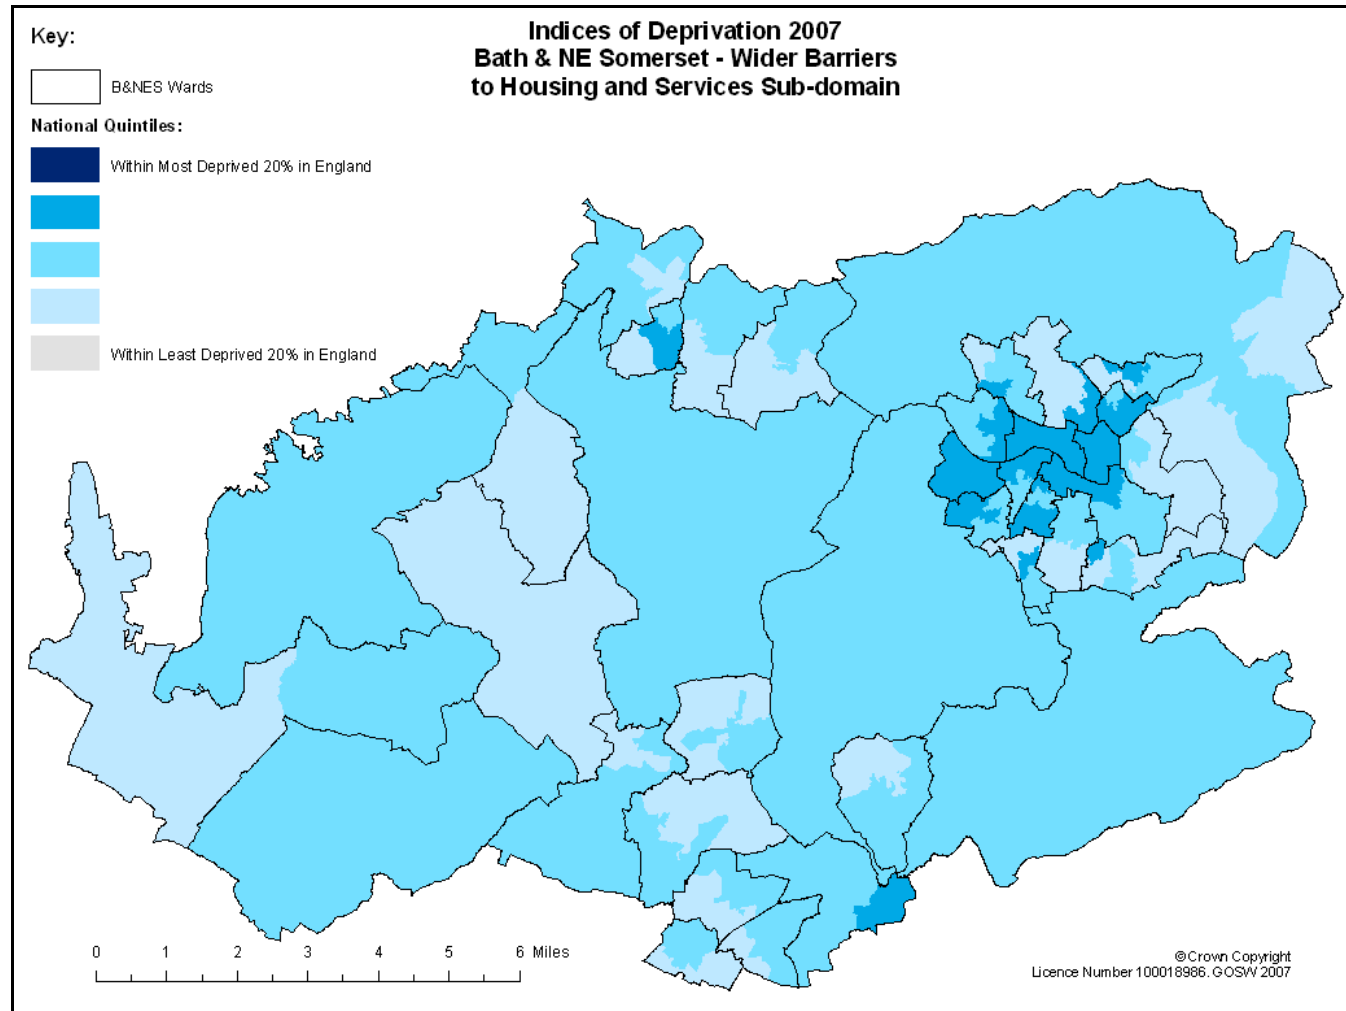 Key:
Indices of Deprivation 2007
Bath & NE Somerset - Wider Barriers
to Housing and Services Sub-domain
B&NES Wards
National Quintiles:
Within Most Deprived 20% in England
Within Least Deprived 20% in England
0 1 2 3 4 5 6 Miles
©Crown Copyright
Licence Number 100018986. GOSW 2007